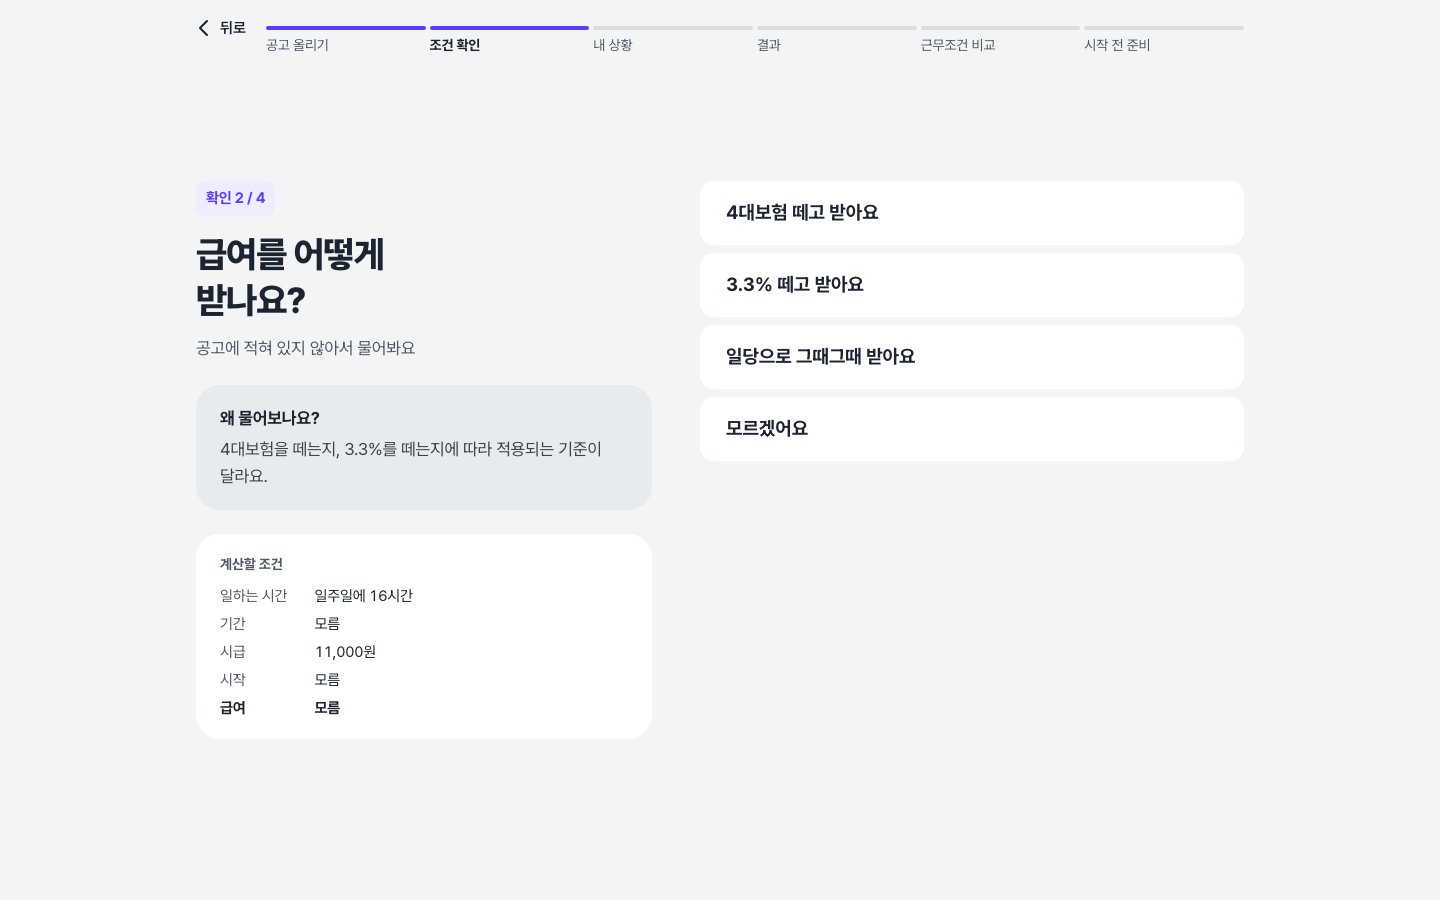 뒤로
공고 올리기
조건 확인
내 상황
결과
근무조건 비교
시작 전 준비
확인 2 / 4
급여를 어떻게
받나요?
공고에 적혀 있지 않아서 물어봐요
왜 물어보나요?
4대보험을 떼는지, 3.3%를 떼는지에 따라 적용되는 기준이
달라요.
계산할 조건
일하는 시간 일주일에 16시간
기간 모름
시급 11,000원
시작 모름
급여 모름
4대보험 떼고 받아요
3.3% 떼고 받아요
일당으로 그때그때 받아요
모르겠어요